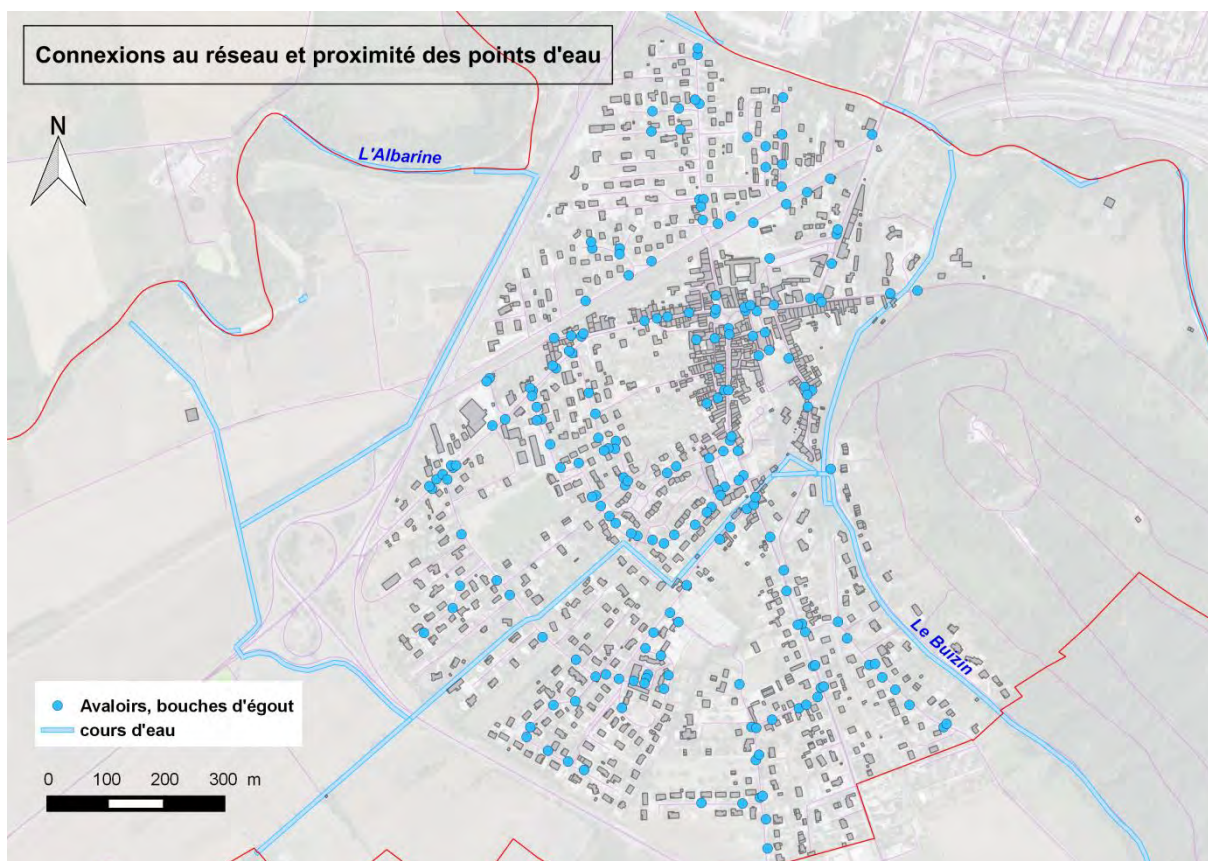 Connexions au réseau et proximité des points d'eau
N
L'Albarine
Le Buizin
Avaloirs, bouches d'égout
cours d'eau
0 100 200 300 m